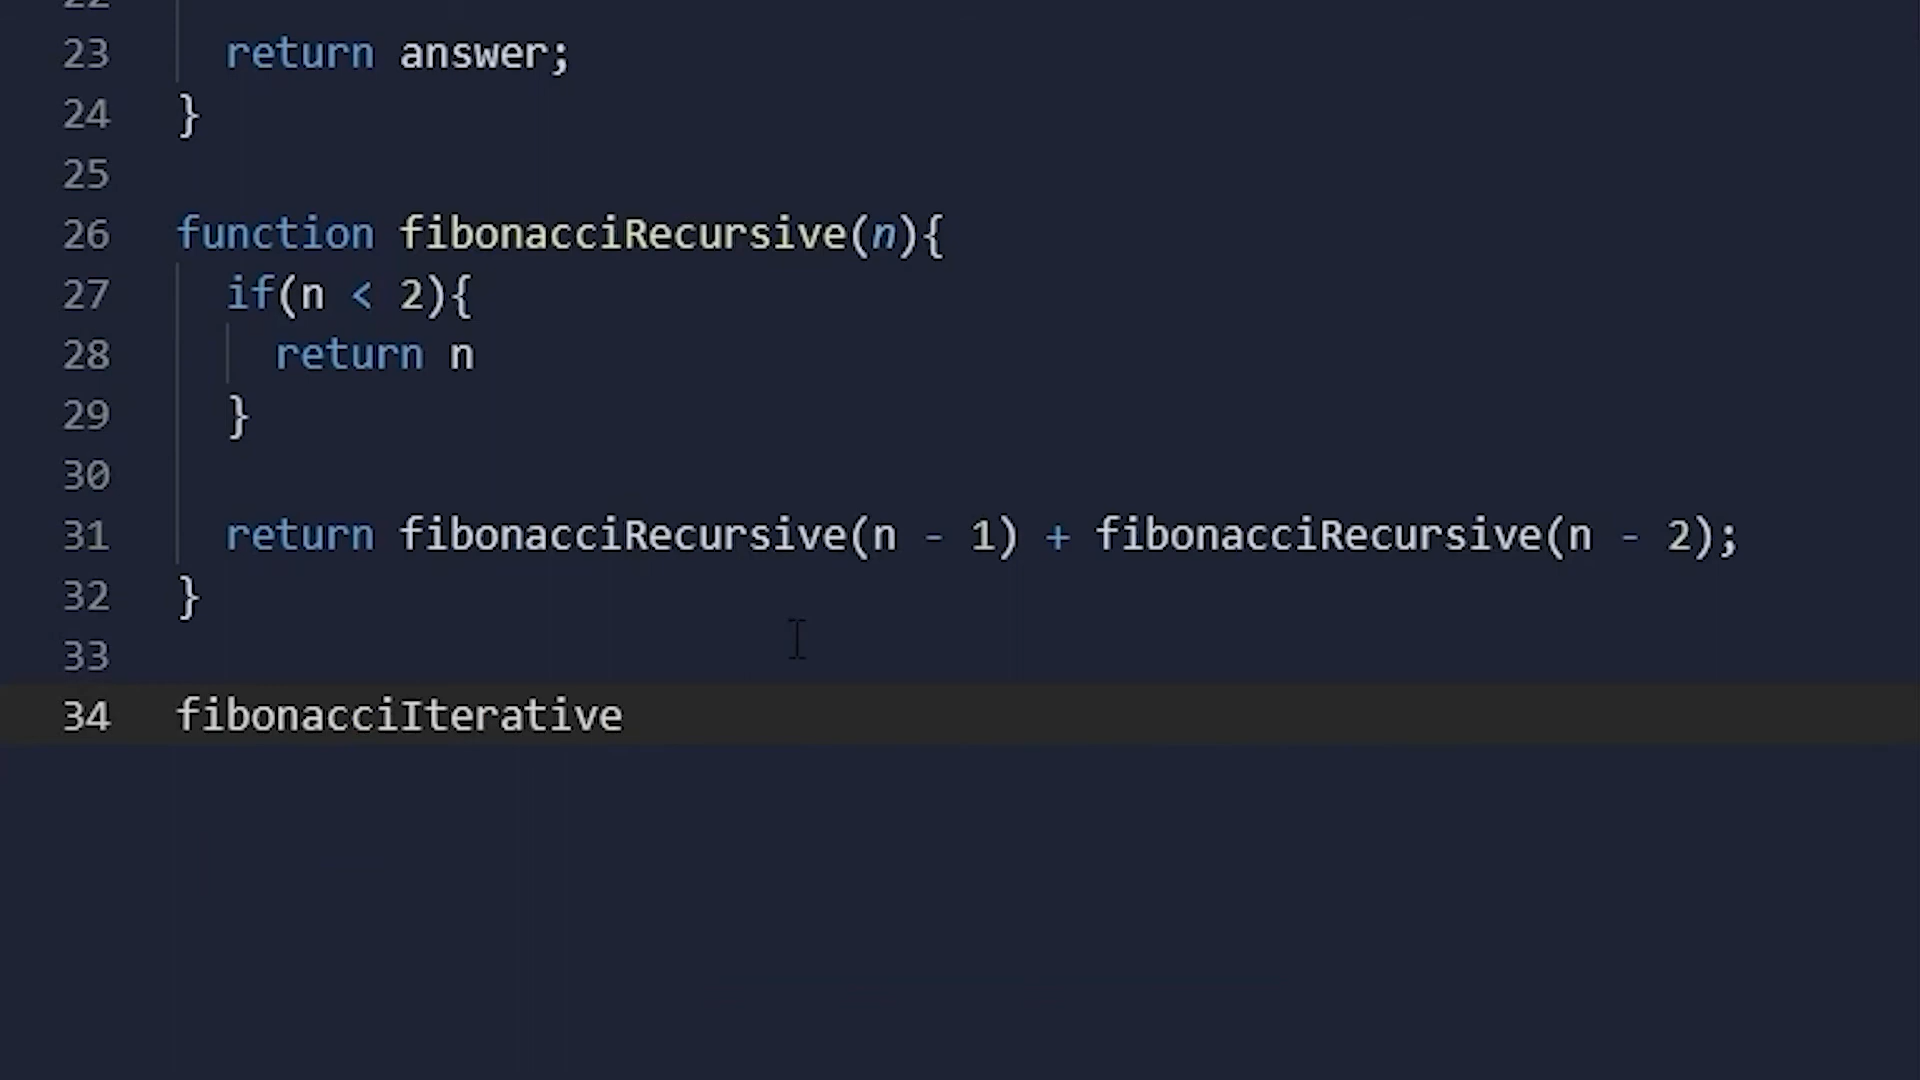 22
23 return answer;
24 }
25
26 function fibonacciRecursive(n){
27 if(n < 2){
28 return n
29 }
30
31 return fibonacciRecursive(n - 1) + fibonacciRecursive(n - 2);
32 }
33
34 fibonacciIterative